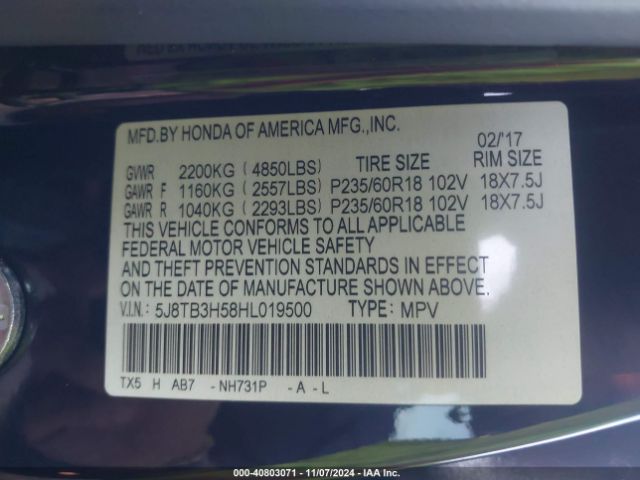 MFD.BY HONDA OF AMERICA MFG.,INC.
02/'17
GVWR 2200KG ( 4850LBS) TIRE SIZE RIM SIZE
GAWR F 1160KG ( 2557LBS) P235/60R18 102V 18X7.5J
GAWR R 1040KG ( 2293LBS) P235/60R18 102V 18X7.5J
THIS VEHICLE CONFORMS TO ALL APPLICABLE
FEDERAL MOTOR VEHICLE SAFETY
AND THEFT PREVENTION STANDARDS IN EFFECT
ON THE DATE OF MANUFACTURE SHOWN ABOVE.
V.I.N.: 5J8TB3H58HL019500 TYPE: MPV
TX5 H AB7 - NH731P - A - L
000-40803071 - 11/07/2024 - IAA Inc.